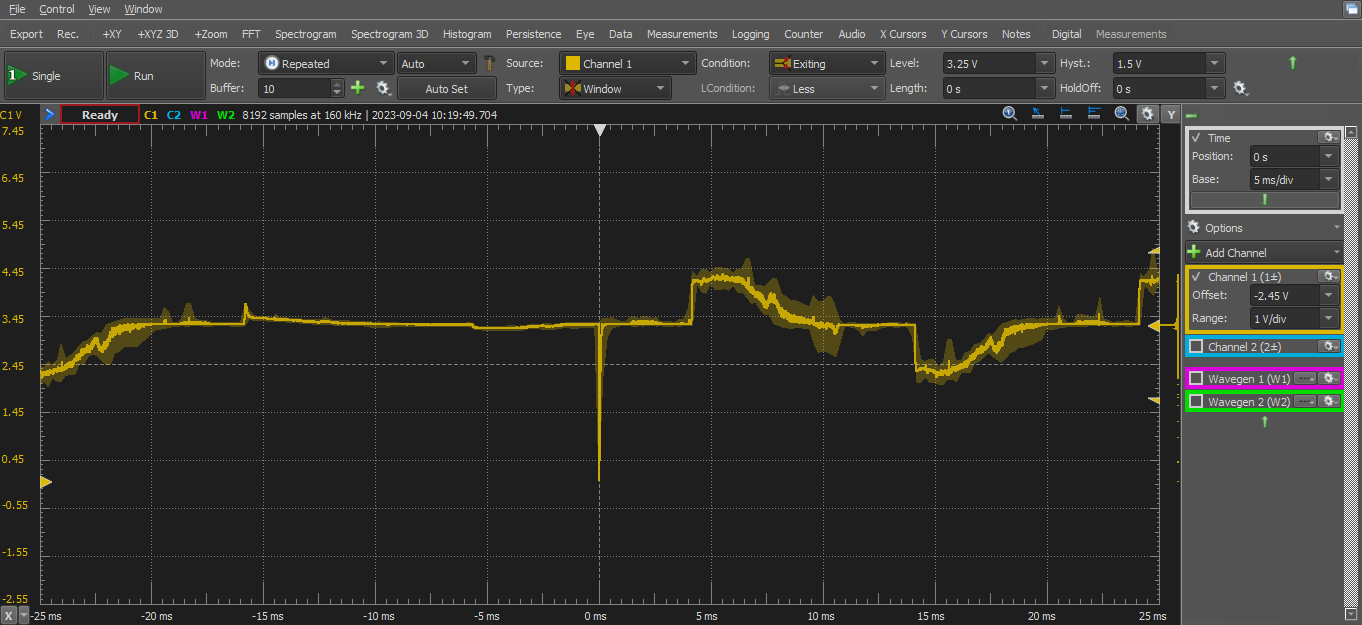 File Control View Window
Export Rec. +XY +XYZ 3D +Zoom FFT Spectrogram Spectrogram 3D Histogram Persistence Eye Data Measurements Logging Counter Audio X Cursors Y Cursors Notes Digital Measurements
1 Single Run Mode: Repeated Auto Source: Channel 1 Condition: Exiting Level: 3.25 V Hyst.: 1.5 V
Buffer: 10 Auto Set Type: Window LCondition: Less Length: 0 s HoldOff: 0 s
C1 V Ready C1 C2 W1 W2 8192 samples at 160 kHz | 2023-09-04 10:19:49.704 Y
7.45
6.45
5.45
4.45
3.45
2.45
1.45
0.45
-0.55
-1.55
-2.55
X -25 ms -20 ms -15 ms -10 ms -5 ms 0 ms 5 ms 10 ms 15 ms 20 ms 25 ms
Time
Position: 0 s
Base: 5 ms/div
Options
Add Channel
Channel 1 (1±)
Offset: -2.45 V
Range: 1 V/div
Channel 2 (2±)
Wavegen 1 (W1)
Wavegen 2 (W2)